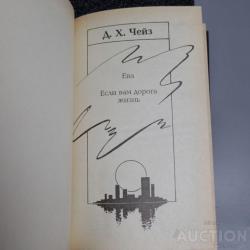 Д. Х. Чейз
Ева
Если вам дорога
жизнь
AUCTION